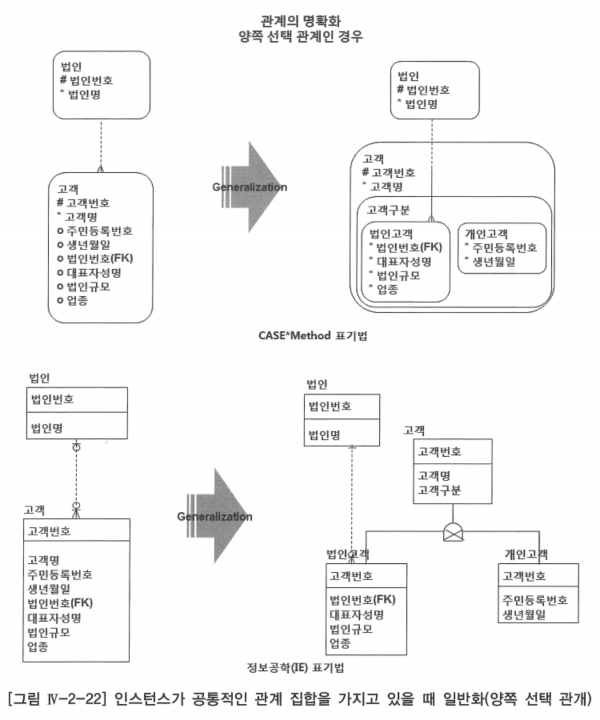 관계의 명확화
양쪽 선택 관계인 경우
법인
# 법인번호
* 법인명
고객
# 고객번호
* 고객명
o 주민등록번호
o 생년월일
o 법인번호(FK)
o 대표자성명
o 법인규모
o 업종
Generalization
법인
# 법인번호
* 법인명
고객
# 고객번호
* 고객명
고객구분
법인고객
* 법인번호(FK)
* 대표자성명
* 법인규모
* 업종
개인고객
* 주민등록번호
* 생년월일
CASE*Method 표기법
법인
법인번호
법인명
고객
고객번호
고객명
주민등록번호
생년월일
법인번호(FK)
대표자성명
법인규모
업종
Generalization
법인
법인번호
법인명
고객
고객번호
고객명
고객구분
법인고객
고객번호
법인번호(FK)
대표자성명
법인규모
업종
개인고객
고객번호
주민등록번호
생년월일
정보공학(IE) 표기법
[그림 Ⅳ-2-22] 인스턴스가 공통적인 관계 집합을 가지고 있을 때 일반화(양쪽 선택 관개)